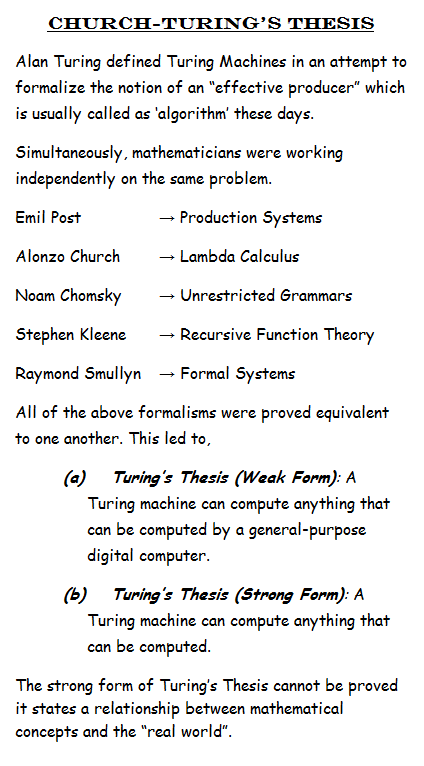 CHURCH-TURING'S THESIS
Alan Turing defined Turing Machines in an attempt to
formalize the notion of an "effective producer" which
is usually called as 'algorithm' these days.
Simultaneously, mathematicians were working
independently on the same problem.
Emil Post → Production Systems
Alonzo Church → Lambda Calculus
Noam Chomsky → Unrestricted Grammars
Stephen Kleene → Recursive Function Theory
Raymond Smullyn → Formal Systems
All of the above formalisms were proved equivalent
to one another. This led to,
(a) Turing's Thesis (Weak Form): A
Turing machine can compute anything that
can be computed by a general-purpose
digital computer.
(b) Turing's Thesis (Strong Form): A
Turing machine can compute anything that
can be computed.
The strong form of Turing's Thesis cannot be proved
it states a relationship between mathematical
concepts and the "real world".